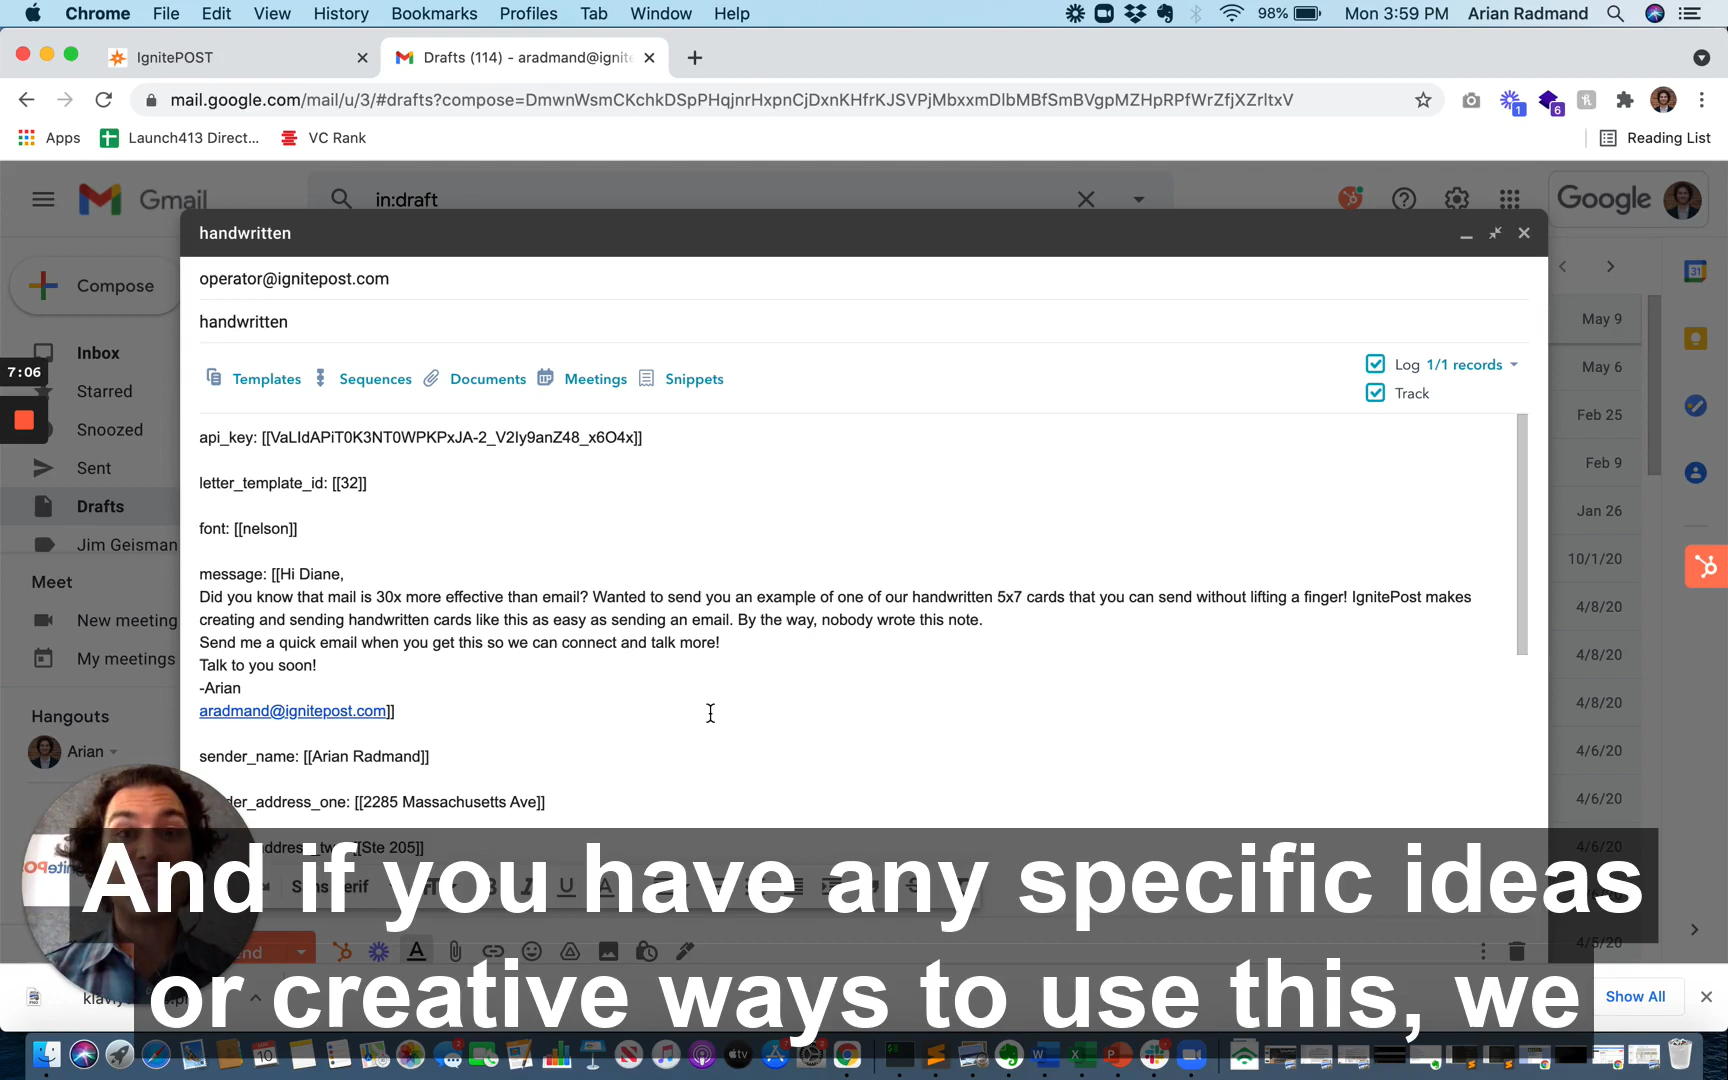 Chrome File Edit View History Bookmarks Profiles Tab Window Help 98% Mon 3:59 PM Arian Radmand
IgnitePOST Drafts (114) - aradmand@ignite
mail.google.com/mail/u/3/#drafts?compose=DmwnWsmCKchkDSpPHqjnrHxpnCjDxnKHfrKJSVPjMbxxmDlbMBfSmBVgpMZHpRPfWrZfjXZrltxV
1 6
Apps Launch413 Direct... VC Rank Reading List
Gmail in:draft Google
handwritten
operator@ignitepost.com
Compose
handwritten
May 9
Inbox
7:06
Templates Sequences Documents Meetings Snippets Log 1/1 records
May 6
Starred
Track
Feb 25
Snoozed
api_key: [[VaLIdAPiT0K3NT0WPKPxJA-2_V2Iy9anZ48_x6O4x]]
Feb 9
Sent
letter_template_id: [[32]]
Jan 26
Drafts
font: [[nelson]]
Jim Geisman
10/1/20
Meet
message: [[Hi Diane,
Did you know that mail is 30x more effective than email? Wanted to send you an example of one of our handwritten 5x7 cards that you can send without lifting a finger! IgnitePost makes
4/8/20
New meeting
creating and sending handwritten cards like this as easy as sending an email. By the way, nobody wrote this note.
Send me a quick email when you get this so we can connect and talk more!
4/8/20
My meetings
Talk to you soon!
-Arian
4/8/20
Hangouts
aradmand@ignitepost.com]]
Arian
4/6/20
sender_name: [[Arian Radmand]]
4/6/20
der_address_one: [[2285 Massachusetts Ave]]
4/6/20
[[Ste 205]]
Sans Serif
And if you have any specific ideas
or creative ways to use this, we
4/5/20
Show All
31
10